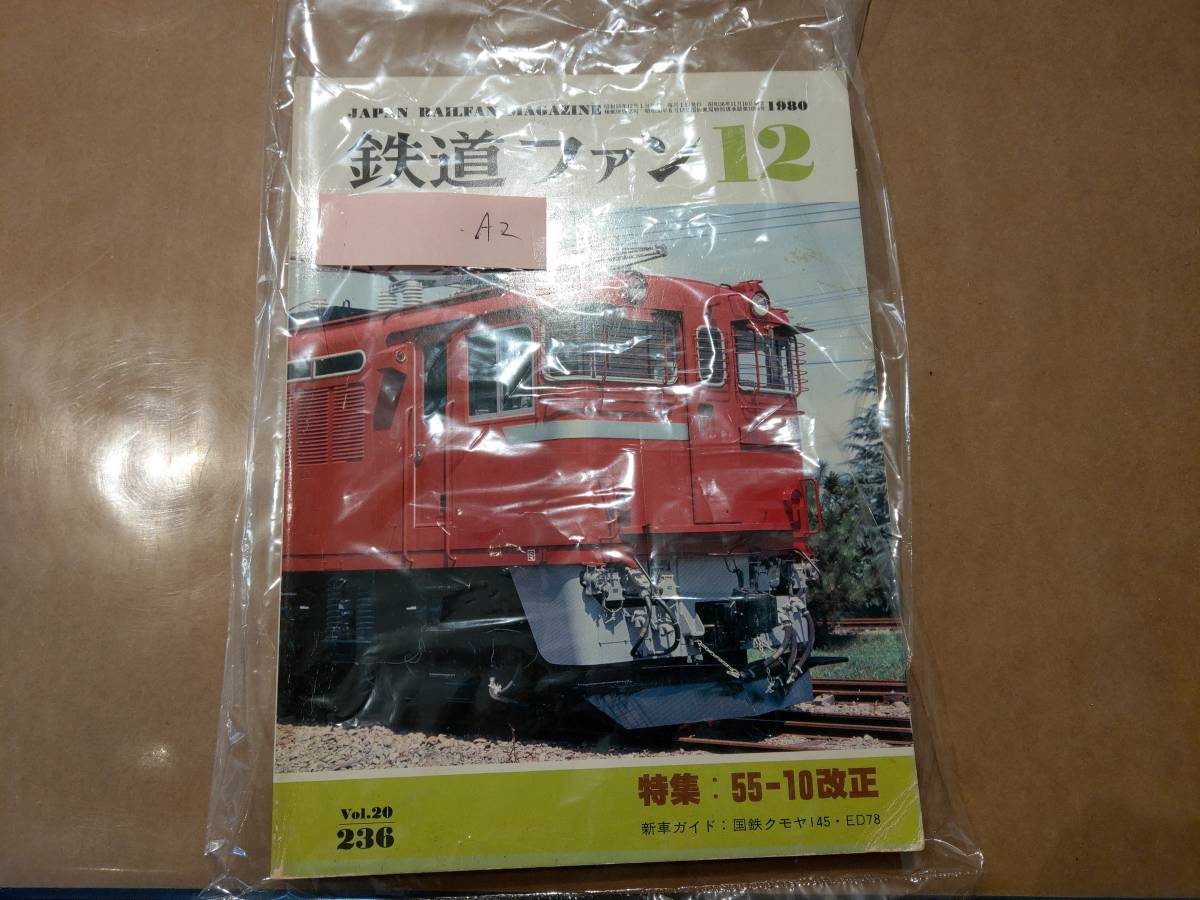 JAPAN RAILFAN MAGAZINE 1980
鉄道ファン 12
A2
特集：55-10改正
新車ガイド：国鉄クモヤ145・ED78
Vol.20
236